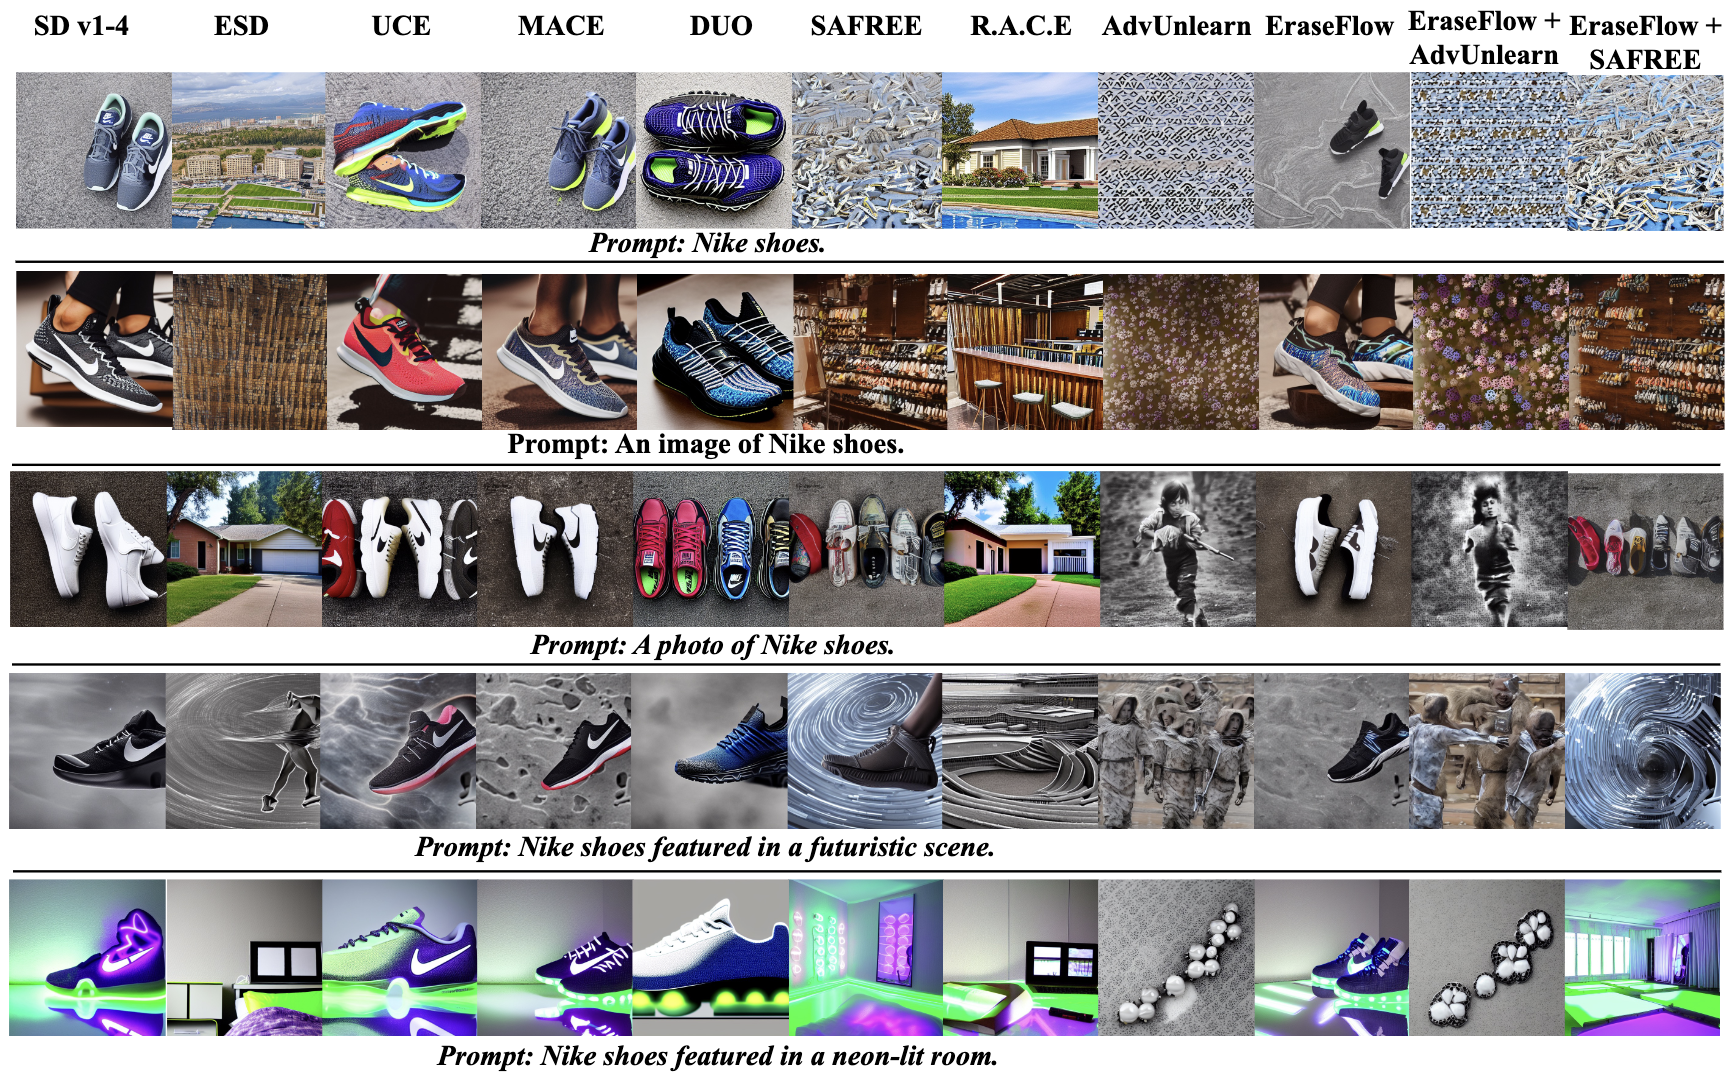 SD v1-4 ESD UCE MACE DUO SAFREE R.A.C.E AdvUnlearn EraseFlow EraseFlow + AdvUnlearn EraseFlow + SAFREE
Prompt: Nike shoes.
Prompt: An image of Nike shoes.
Prompt: A photo of Nike shoes.
Prompt: Nike shoes featured in a futuristic scene.
Prompt: Nike shoes featured in a neon-lit room.